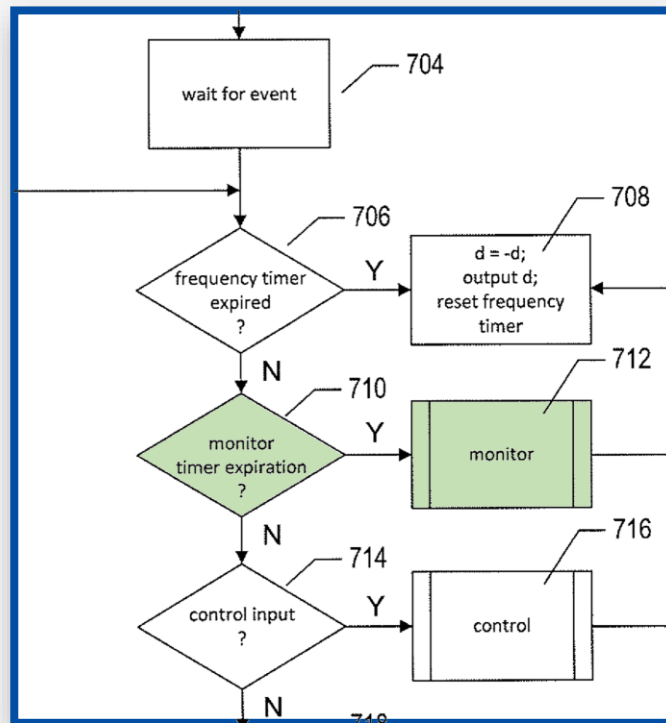 704
wait for event
706
708
frequency timer
expired
?
Y
d = -d;
output d;
reset frequency
timer
N
710
712
monitor
timer expiration
?
Y
monitor
N
714
716
control input
?
Y
control
N